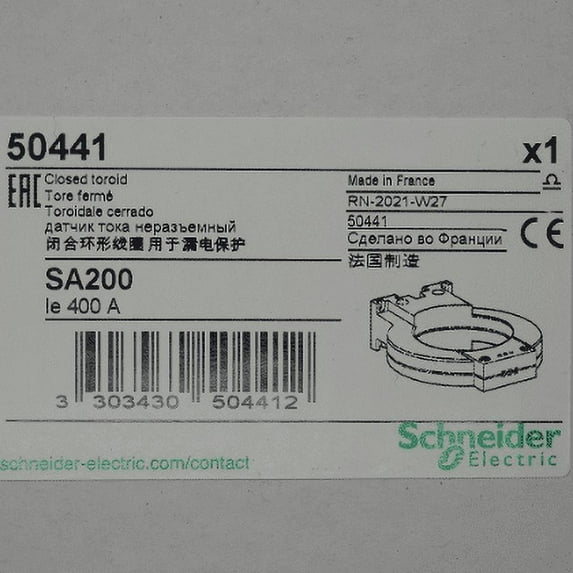 50441
x1
EAC
Closed toroid
Tore fermé
Toroidale cerrado
датчик тока неразъемный
闭合环形线圈 用于漏电保护
Made in France
RN-2021-W27
50441
Сделано во Франции
法国制造
CE
SA200
Ie 400 A
3 303430 504412
schneider-electric.com/contact
Schneider
Electric